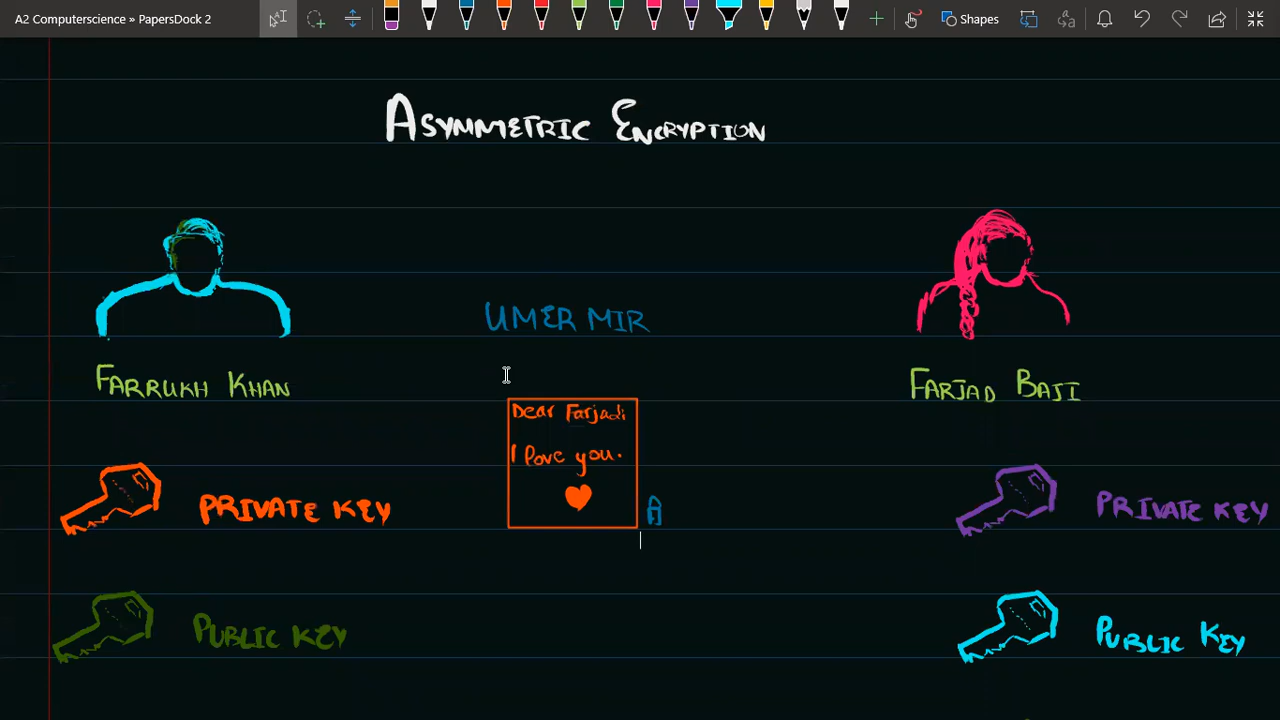 A2 Computerscience » PapersDock 2
Shapes
ASYMMETRIC ENCRYPTION
UMER MIR
FARRUKH KHAN
FARJAD BAJI
Dear Farjadi
I love you.
PRIVATE KEY
PRIVATE KEY
PUBLIC KEY
PUBLIC KEY